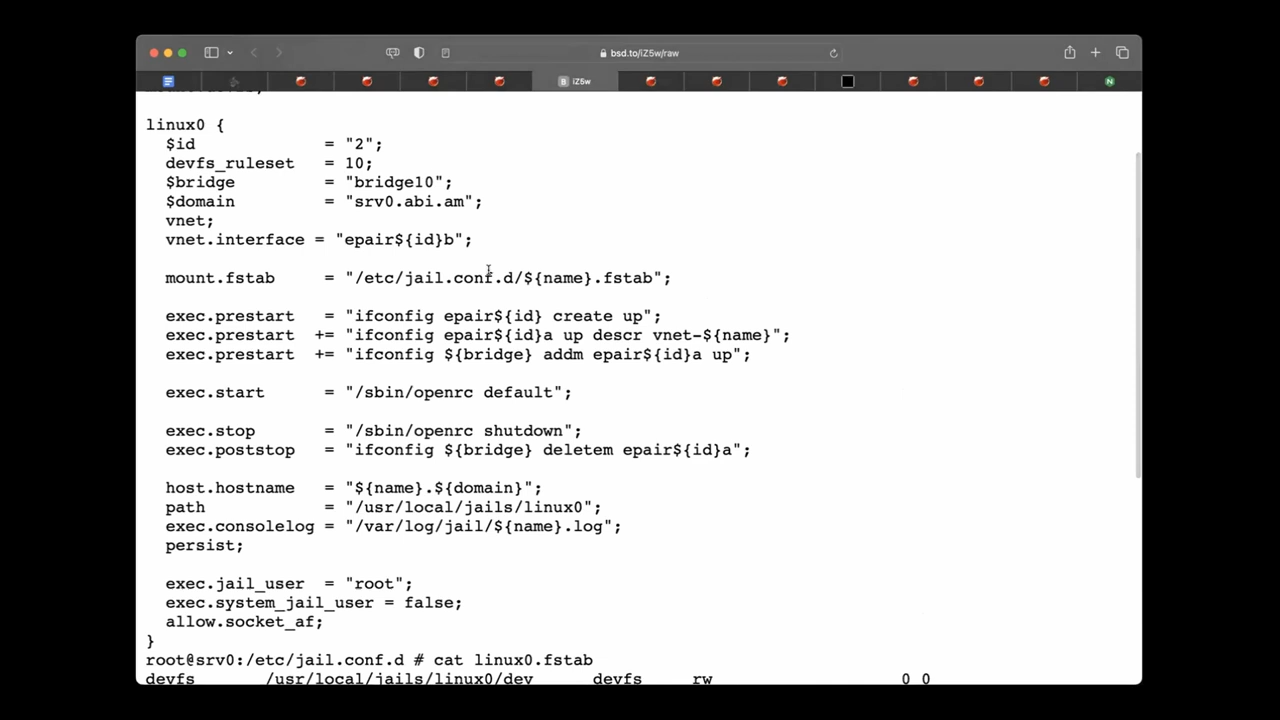 bsd.to/iZ5w/raw
B iZ5w
linux0 {
$id = "2";
devfs_ruleset = 10;
$bridge = "bridge10";
$domain = "srv0.abi.am";
vnet;
vnet.interface = "epair${id}b";
mount.fstab = "/etc/jail.conf.d/${name}.fstab";
exec.prestart = "ifconfig epair${id} create up";
exec.prestart += "ifconfig epair${id}a up descr vnet-${name}";
exec.prestart += "ifconfig ${bridge} addm epair${id}a up";
exec.start = "/sbin/openrc default";
exec.stop = "/sbin/openrc shutdown";
exec.poststop = "ifconfig ${bridge} deletem epair${id}a";
host.hostname = "${name}.${domain}";
path = "/usr/local/jails/linux0";
exec.consolelog = "/var/log/jail/${name}.log";
persist;
exec.jail_user = "root";
exec.system_jail_user = false;
allow.socket_af;
}
root@srv0:/etc/jail.conf.d # cat linux0.fstab
devfs /usr/local/jails/linux0/dev devfs rw 0 0